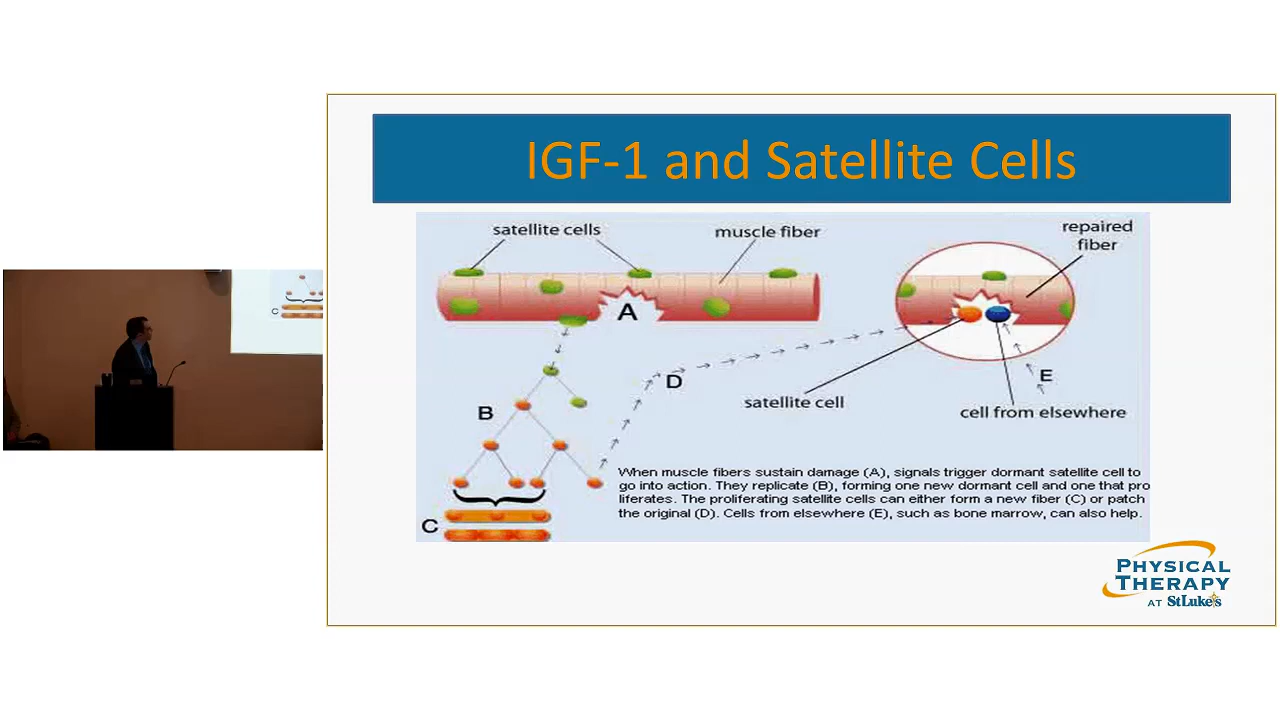 IGF-1 and Satellite Cells
satellite cells
muscle fiber
repaired
fiber
A
B
C
D
E
satellite cell
cell from elsewhere
When muscle fibers sustain damage (A), signals trigger dormant satellite cell to
go into action. They replicate (B), forming one new dormant cell and one that pro
liferates. The proliferating satellite cells can either form a new fiber (C) or patch
the original (D). Cells from elsewhere (E), such as bone marrow, can also help.
PHYSICAL
THERAPY
AT StLuke's
C